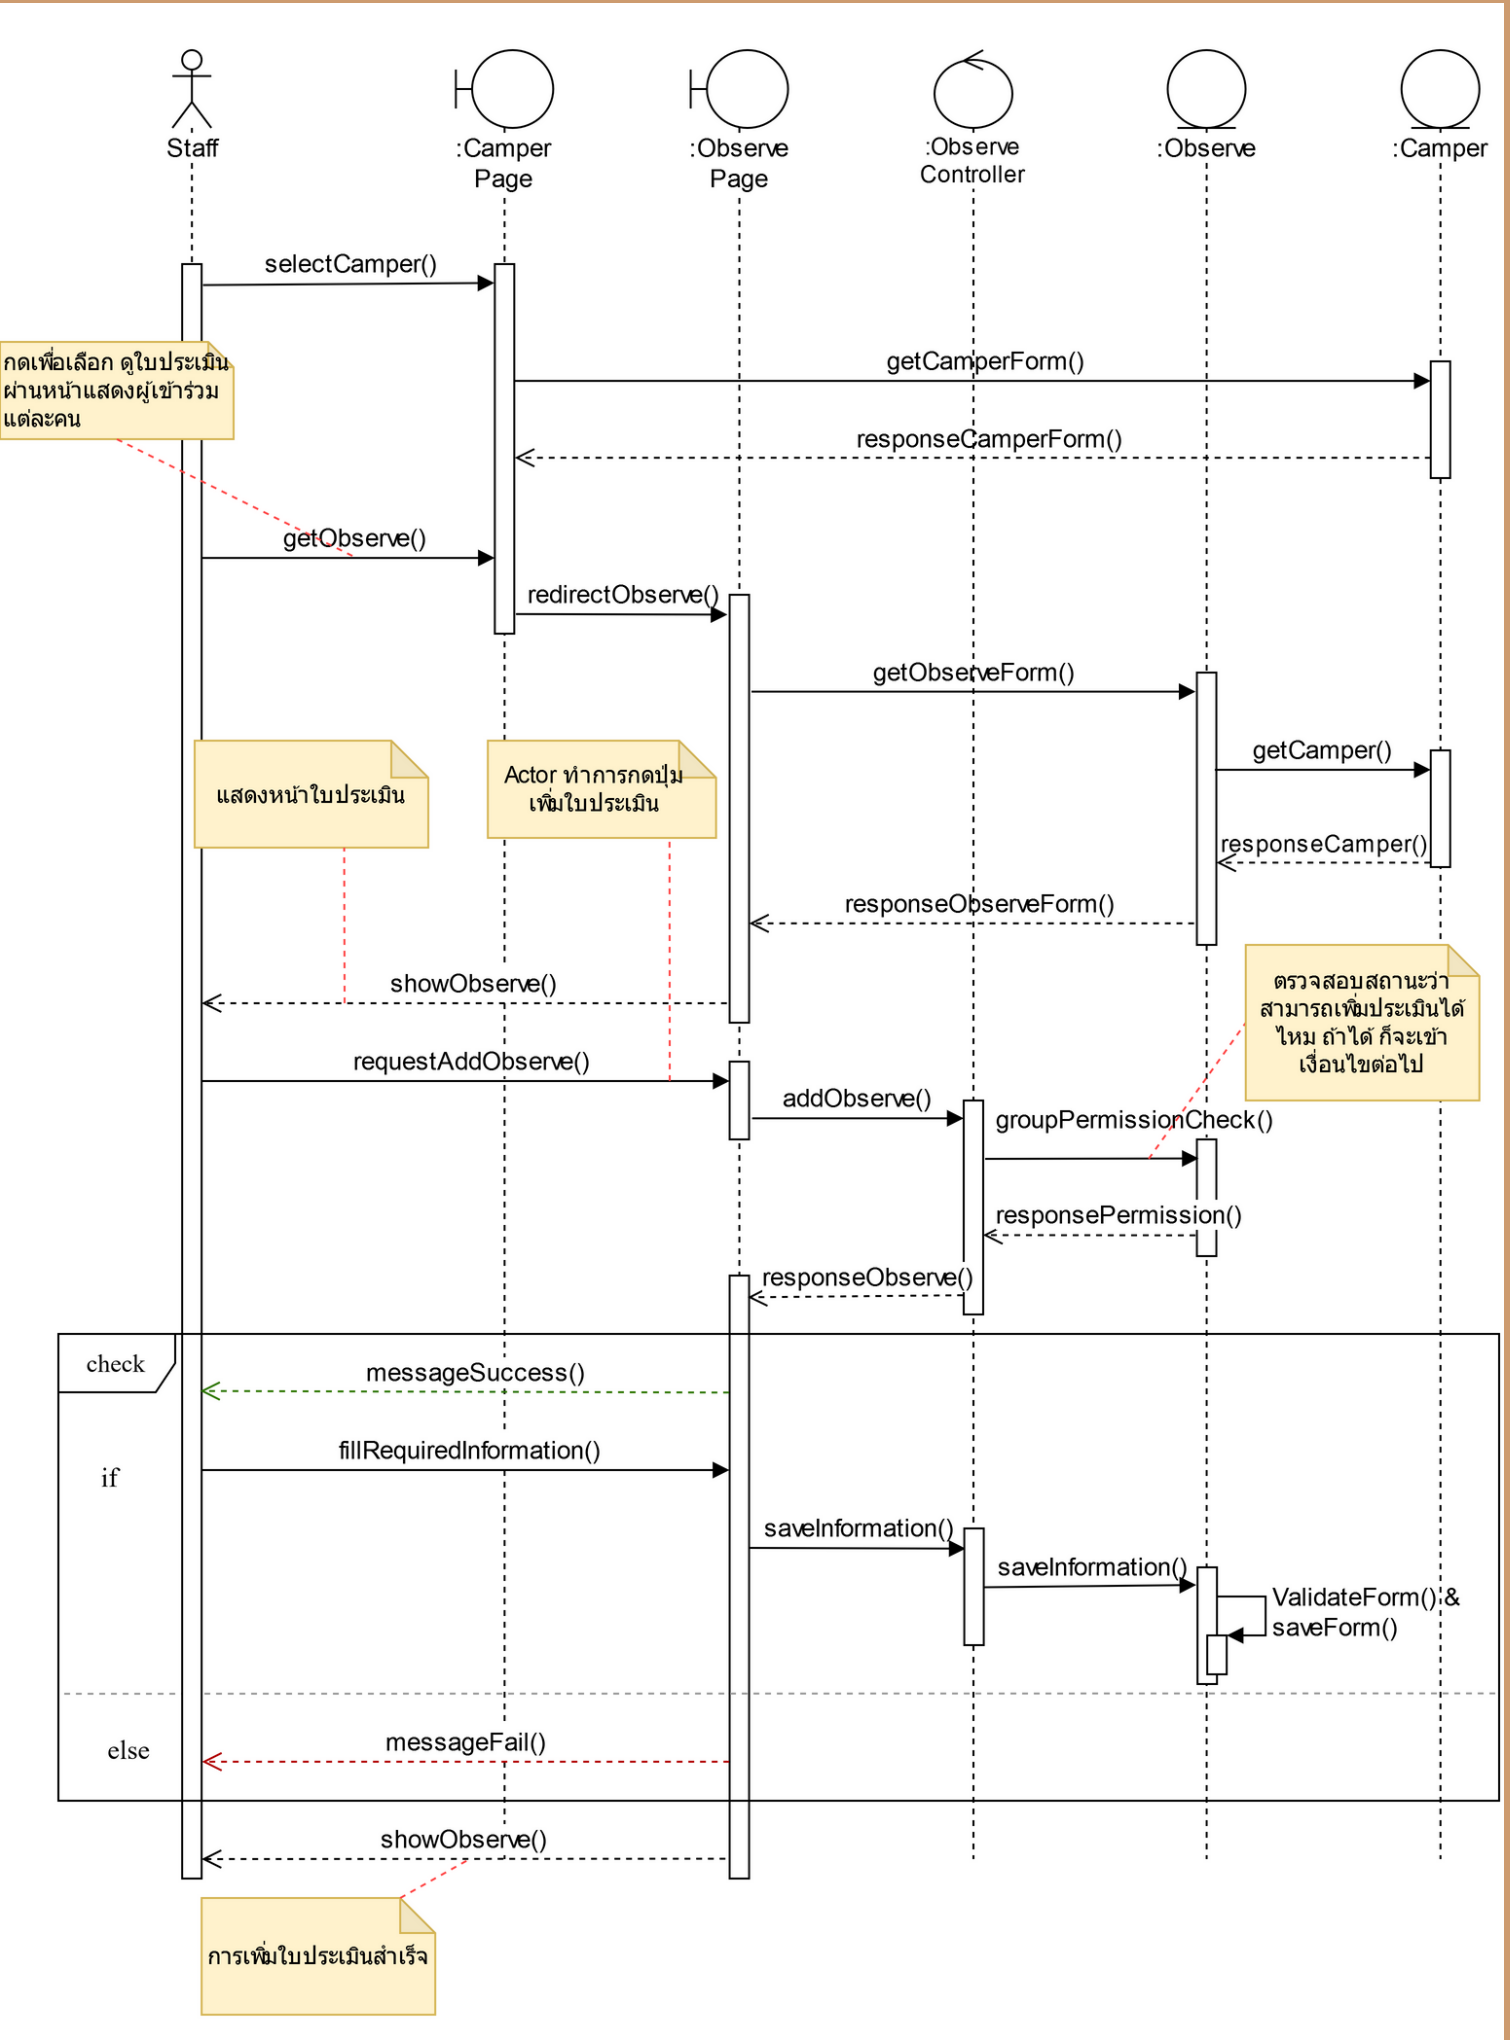 Staff
:Camper
Page
:Observe
Page
:Observe
Controller
:Observe
:Camper
selectCamper()
กดเพื่อเลือก ดูใบประเมิน
ผ่านหน้าแสดงผู้เข้าร่วม
แต่ละคน
getCamperForm()
responseCamperForm()
getObserve()
redirectObserve()
getObserveForm()
แสดงหน้าใบประเมิน
Actor ทำการกดปุ่ม
เพิ่มใบประเมิน
getCamper()
responseCamper()
responseObserveForm()
showObserve()
ตรวจสอบสถานะว่า
สามารถเพิ่มประเมินได้
ไหม ถ้าได้ ก็จะเข้า
เงื่อนไขต่อไป
requestAddObserve()
addObserve()
groupPermissionCheck()
responsePermission()
responseObserve()
check
messageSuccess()
fillRequiredInformation()
if
saveInformation()
saveInformation()
ValidateForm() &
saveForm()
else
messageFail()
showObserve()
การเพิ่มใบประเมินสำเร็จ